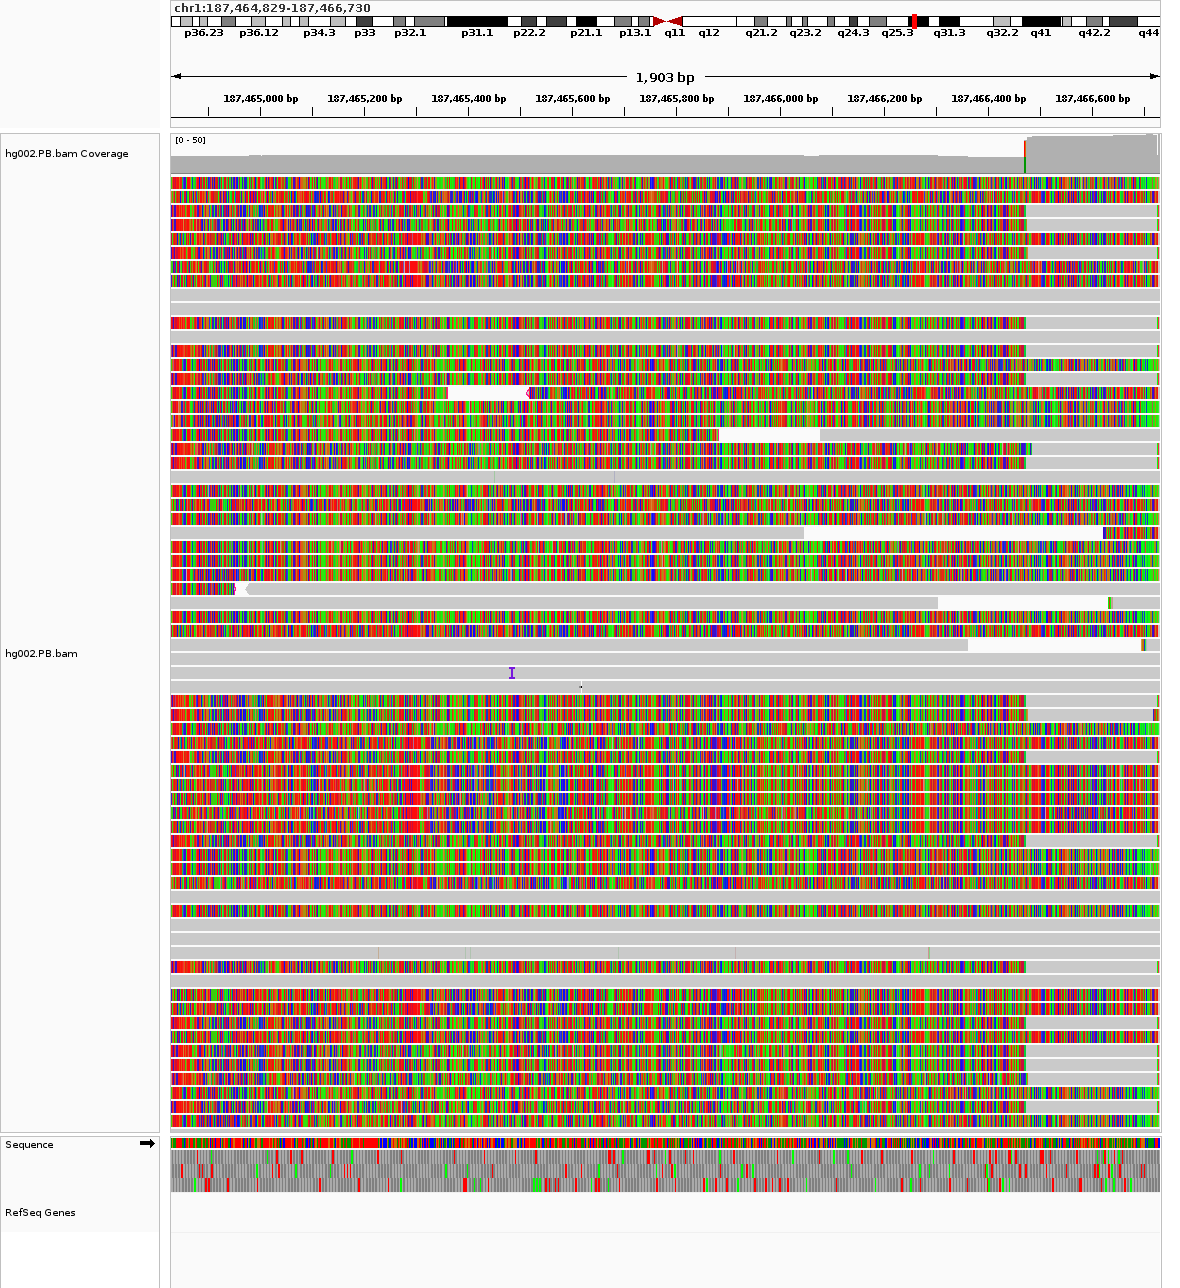 chr1:187,464,829-187,466,730
p36.23 p36.12 p34.3 p33 p32.1 p31.1 p22.2 p21.1 p13.1 q11 q12 q21.2 q23.2 q24.3 q25.3 q31.3 q32.2 q41 q42.2 q44
1,903 bp
187,465,000 bp 187,465,200 bp 187,465,400 bp 187,465,600 bp 187,465,800 bp 187,466,000 bp 187,466,200 bp 187,466,400 bp 187,466,600 bp
[0 - 50]
hg002.PB.bam Coverage
hg002.PB.bam
Sequence
RefSeq Genes